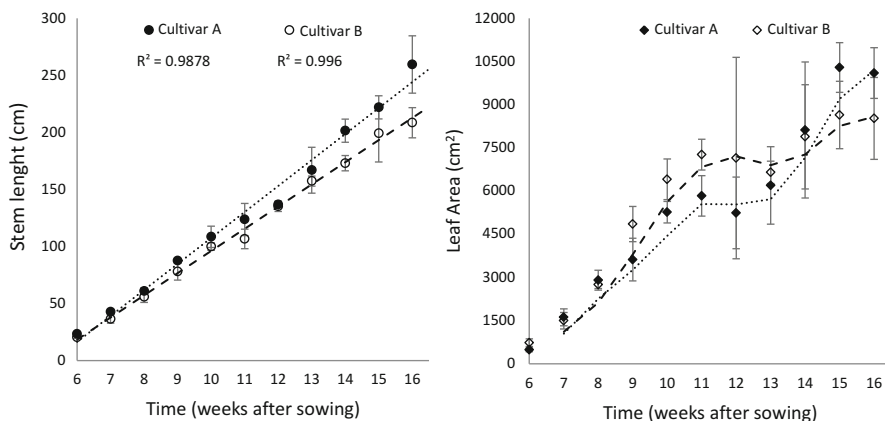 300
250
200
150
100
50
0
Stem lenght (cm)
Cultivar A
Cultivar B
R² = 0.9878
R² = 0.996
6 7 8 9 10 11 12 13 14 15 16
Time (weeks after sowing)
12000
10500
9000
7500
6000
4500
3000
1500
0
Leaf Area (cm²)
Cultivar A
Cultivar B
6 7 8 9 10 11 12 13 14 15 16
Time (weeks after sowing)